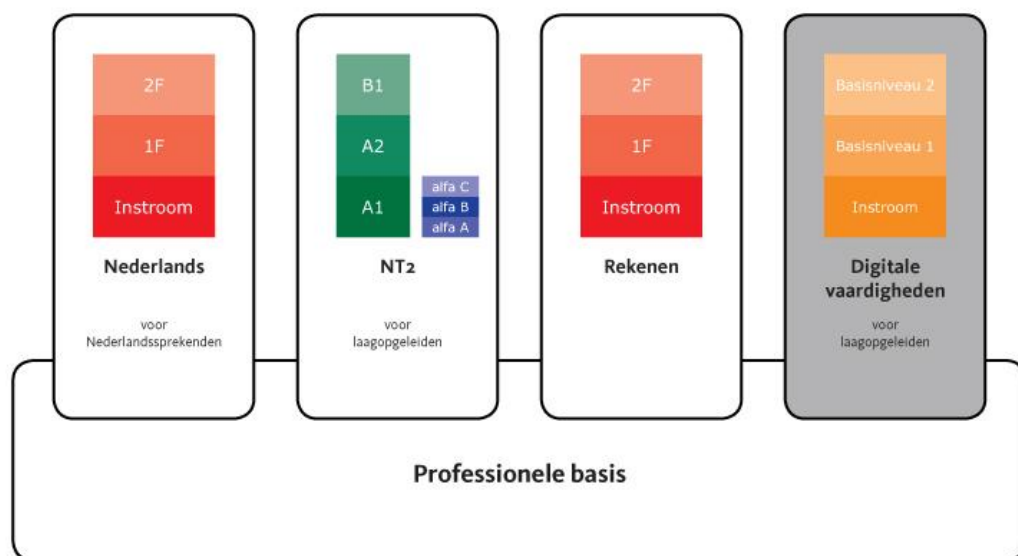 2F
1F
Instroom
Nederlands
voor
Nederlandssprekenden
B1
A2
A1
alfa C
alfa B
alfa A
NT2
voor
laagopgeleiden
2F
1F
Instroom
Rekenen
Basisniveau 2
Basisniveau 1
Instroom
Digitale
vaardigheden
voor
laagopgeleiden
Professionele basis